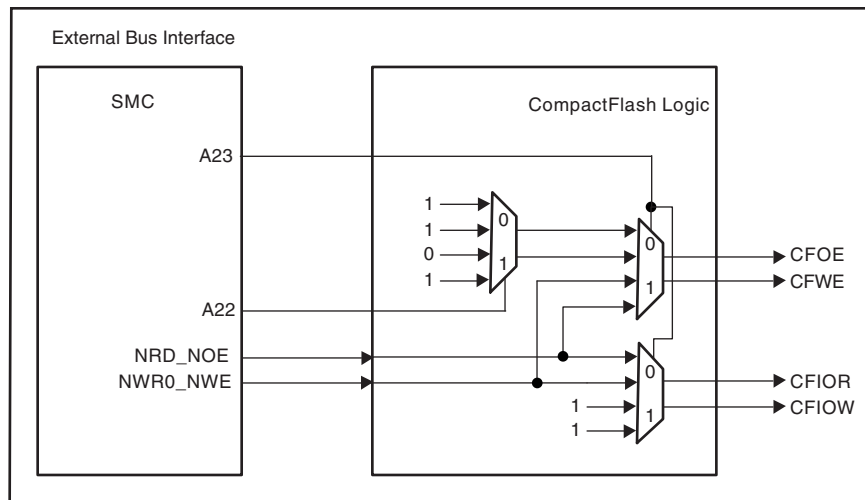 External Bus Interface
SMC
CompactFlash Logic
A23
1
1
0
1
0
1
0
1
CFOE
CFWE
A22
NRD_NOE
NWR0_NWE
1
1
0
1
CFIOR
CFIOW